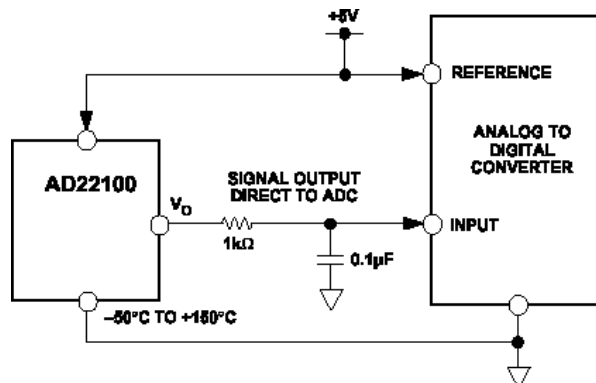 +5V
REFERENCE
ANALOG TO
DIGITAL
CONVERTER
AD22100
SIGNAL OUTPUT
DIRECT TO ADC
VO
1kΩ
INPUT
0.1µF
–50°C TO +150°C